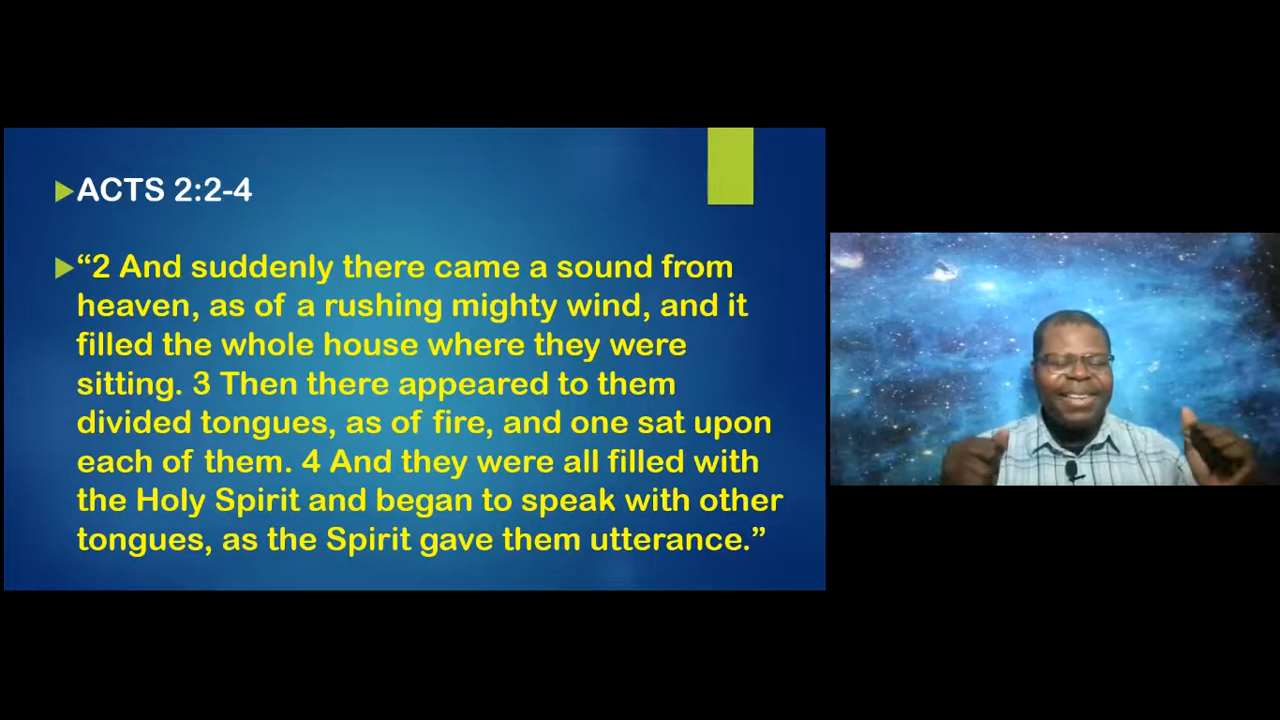 ACTS 2:2-4
“2 And suddenly there came a sound from
heaven, as of a rushing mighty wind, and it
filled the whole house where they were
sitting. 3 Then there appeared to them
divided tongues, as of fire, and one sat upon
each of them. 4 And they were all filled with
the Holy Spirit and began to speak with other
tongues, as the Spirit gave them utterance.”